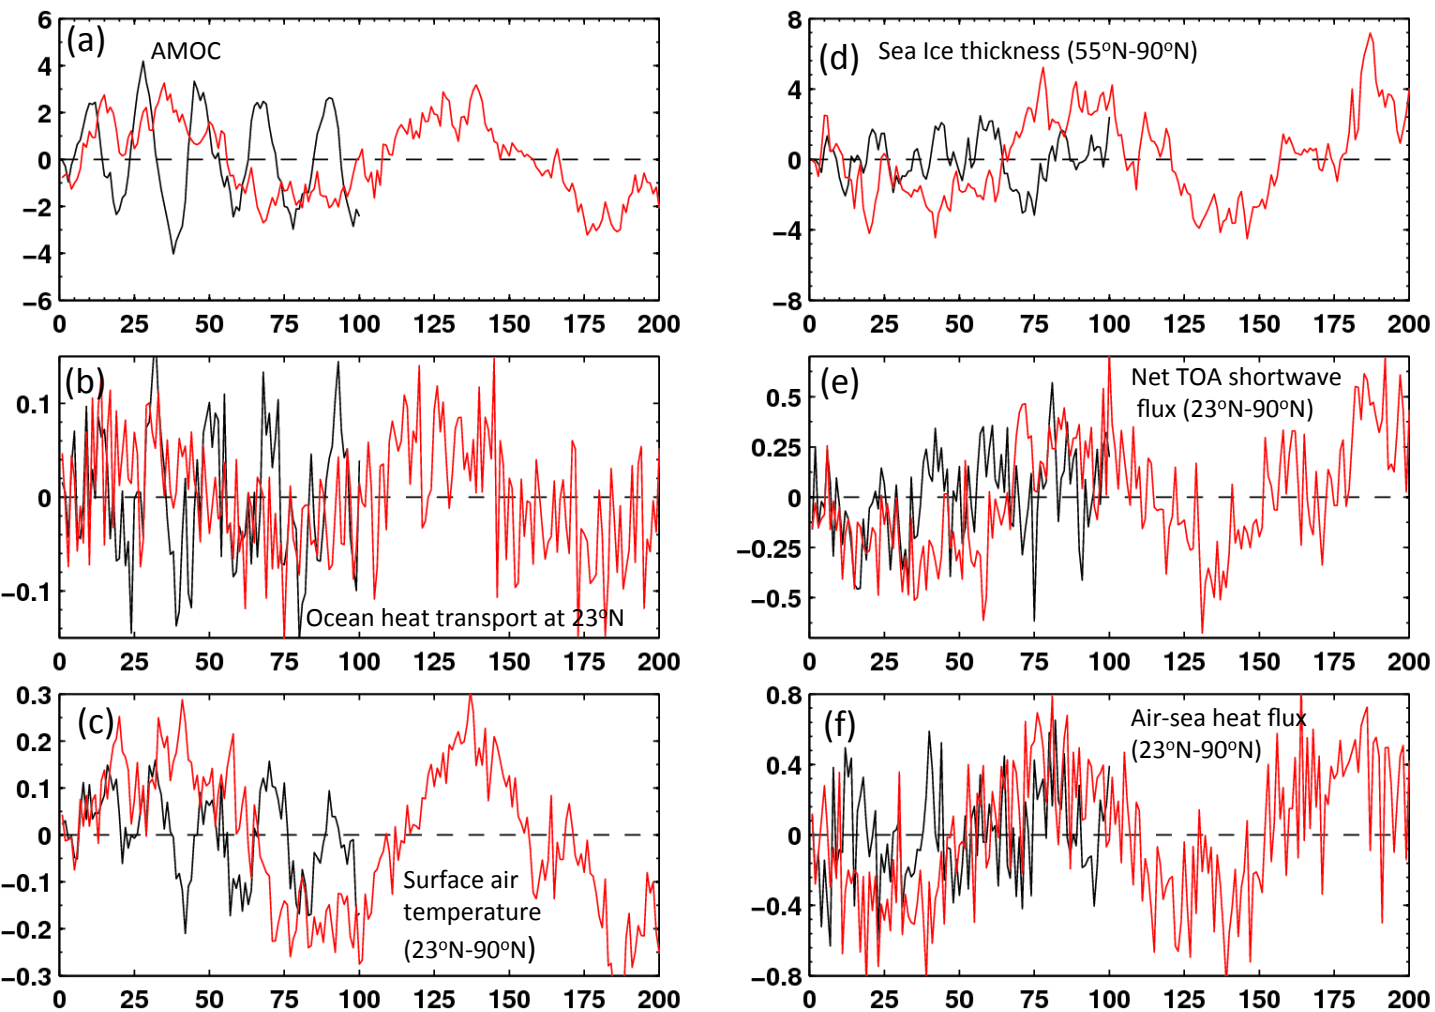 (a)
AMOC
6
4
2
0
−2
−4
−6
0 25 50 75 100 125 150 175 200
(d)
Sea Ice thickness (55ºN-90ºN)
8
4
0
−4
−8
0 25 50 75 100 125 150 175 200
(b)
Ocean heat transport at 23ºN
0.1
0
−0.1
0 25 50 75 100 125 150 175 200
(e)
Net TOA shortwave
flux (23ºN-90ºN)
0.5
0.25
0
−0.25
−0.5
0 25 50 75 100 125 150 175 200
(c)
Surface air
temperature
(23ºN-90ºN)
0.3
0.2
0.1
0
−0.1
−0.2
−0.3
0 25 50 75 100 125 150 175 200
(f)
Air-sea heat flux
(23ºN-90ºN)
0.8
0.4
0
−0.4
−0.8
0 25 50 75 100 125 150 175 200